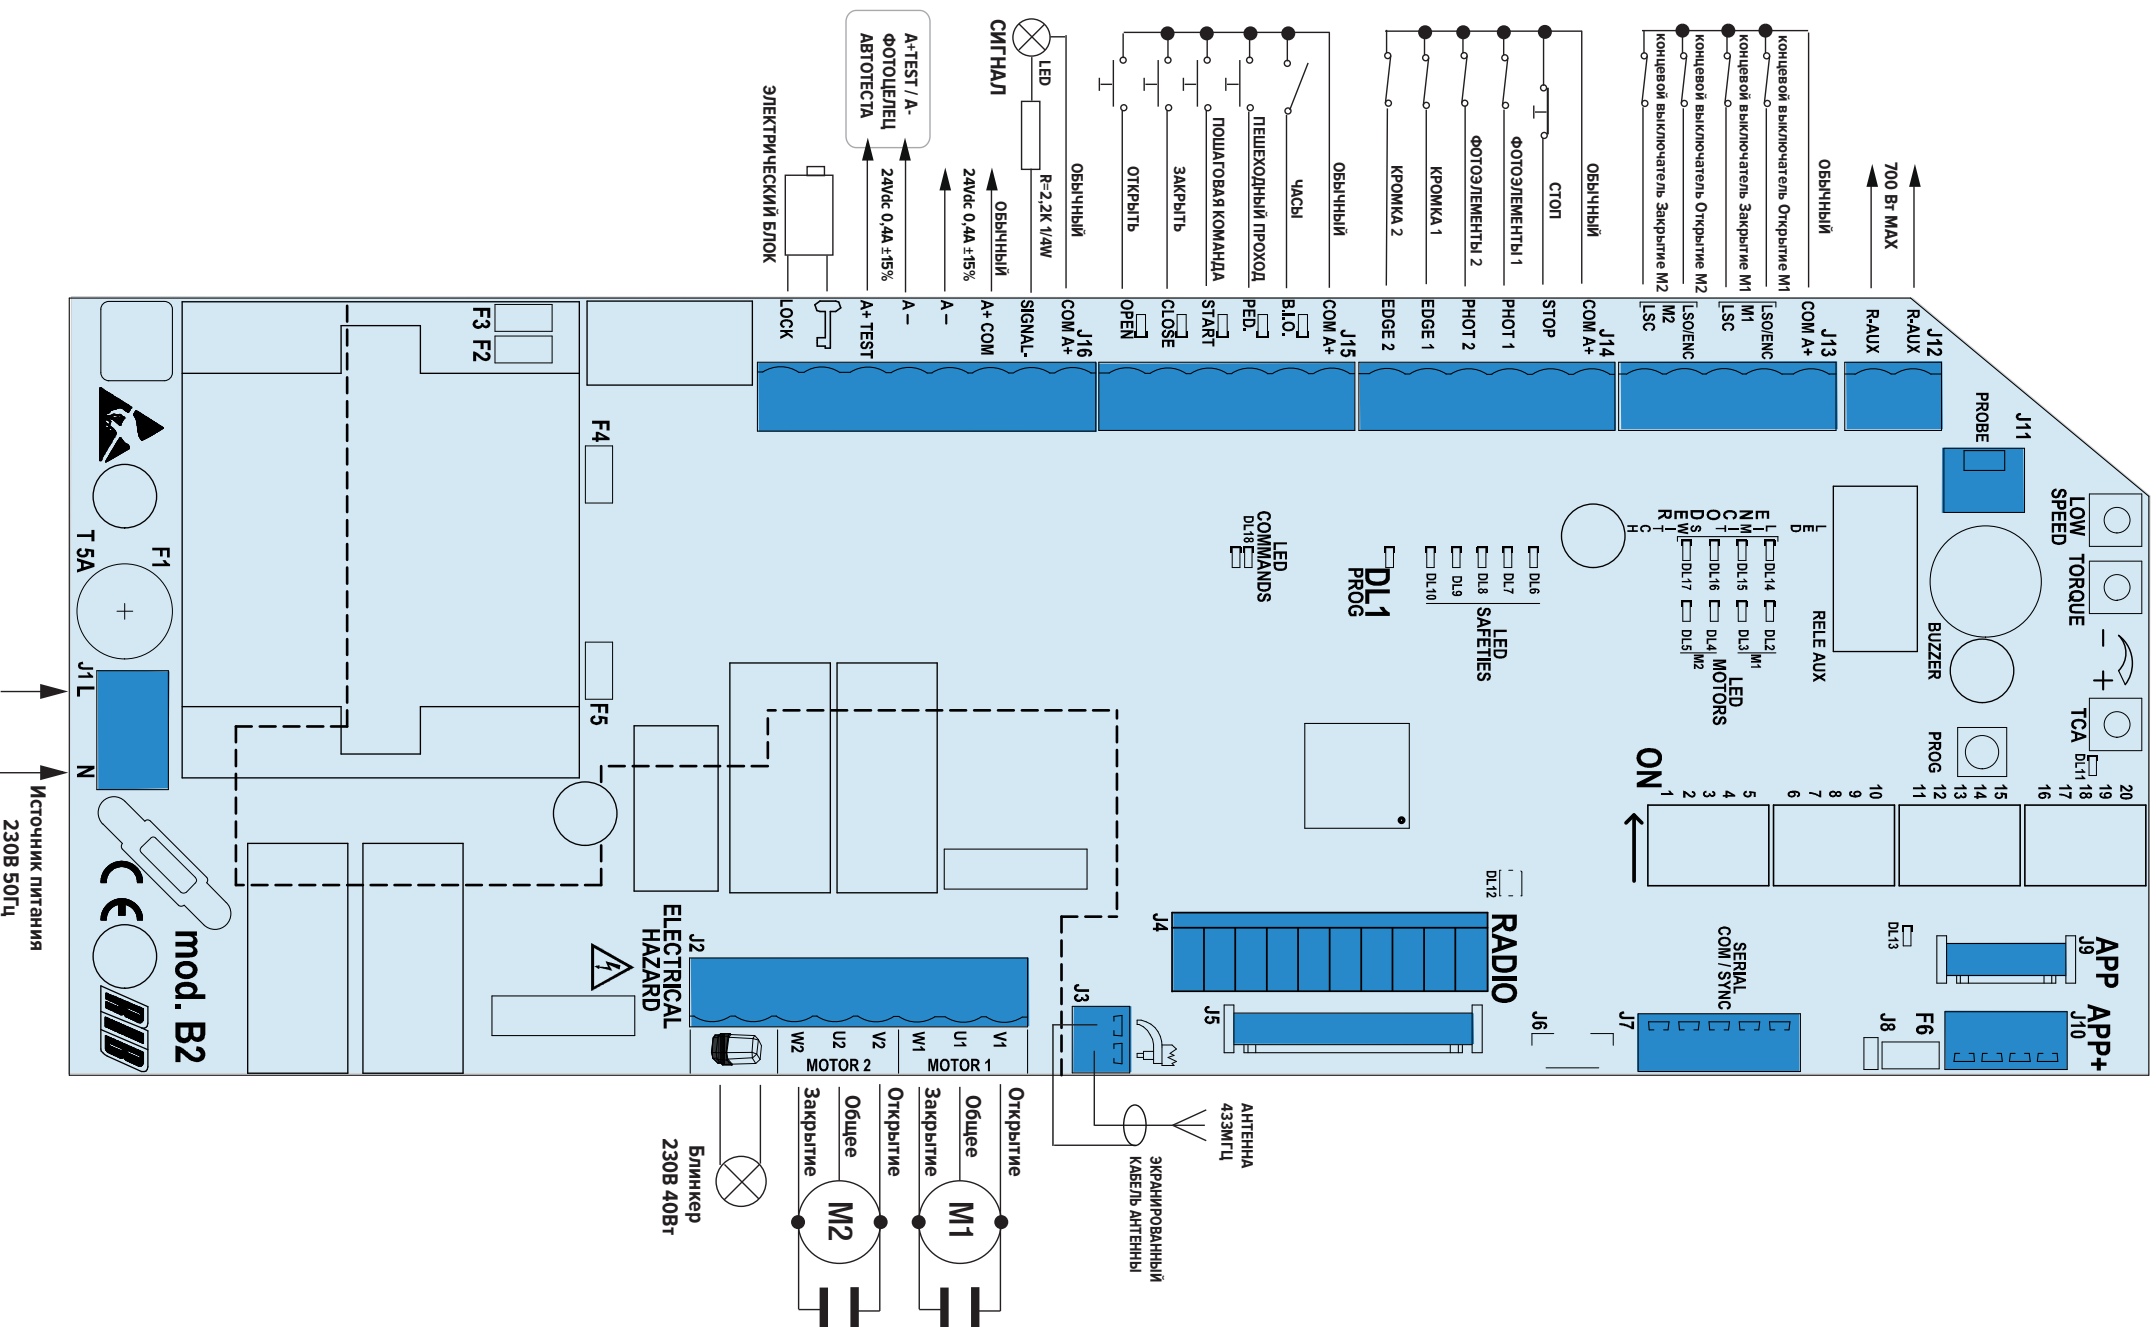 700 Вт MAX
R-AUX
R-AUX
J12
ОБЫЧНЫЙ
концевой выключатель Открытие M1
концевой выключатель Закрытие M1
концевой выключатель Открытие M2
концевой выключатель Закрытие M2
COM A+
LSO/ENC
M1
LSC
LSO/ENC
M2
LSC
J13
ОБЫЧНЫЙ
СТОП
ФОТОЭЛЕМЕНТЫ 1
ФОТОЭЛЕМЕНТЫ 2
КРОМКА 1
КРОМКА 2
COM A+
STOP
PHOT 1
PHOT 2
EDGE 1
EDGE 2
J14
ОБЫЧНЫЙ
ЧАСЫ
ПЕШЕХОДНЫЙ ПРОХОД
ПОШАГОВАЯ КОМАНДА
ЗАКРЫТЬ
ОТКРЫТЬ
COM A+
B.I.O.
PED.
START
CLOSE
OPEN
J15
ОБЫЧНЫЙ
LED
R=2,2K 1/4W
СИГНАЛ
ОБЫЧНЫЙ
24Vdc 0,4A ±15%
24Vdc 0,4A ±15%
A+TEST / A-
ФОТОЦЕЛЕЦ
АВТОТЕСТА
ЭЛЕКТРИЧЕСКИЙ БЛОК
COM A+
SIGNAL-
A+ COM
A –
A –
A+ TEST
LOCK
J16
J11
PROBE
LOW
SPEED
TORQUE
–
+
TCA
DL11
BUZZER
PROG
RELE AUX
LED
LIMIT SWITCH
ENCODER
DL14
DL15
DL16
DL17
DL2
DL3
DL4
DL5
M1
M2
LED
MOTORS
DL6
DL7
DL8
DL9
DL10
LED
SAFETIES
DL1
PROG
LED
COMMANDS
DL18
ON
1
2
3
4
5
6
7
8
9
10
11
12
13
14
15
16
17
18
19
20
DL12
DL13
RADIO
J4
J5
J6
J7
SERIAL
COM / SYNC
APP
J9
APP+
J10
F6
J8
J3
АНТЕННА
433МГЦ
ЭКРАНИРОВАННЫЙ
КАБЕЛЬ АНТЕННЫ
J2
ELECTRICAL
HAZARD
V1
U1
W1
MOTOR 1
V2
U2
W2
MOTOR 2
Открытие
Общее
Закрытие
M1
Открытие
Общее
Закрытие
M2
Блинкер
230В 40Вт
F3
F2
F4
F5
F1
T 5A
J1
L
N
Источник питания
230В 50Гц
CE
mod. B2
RIB